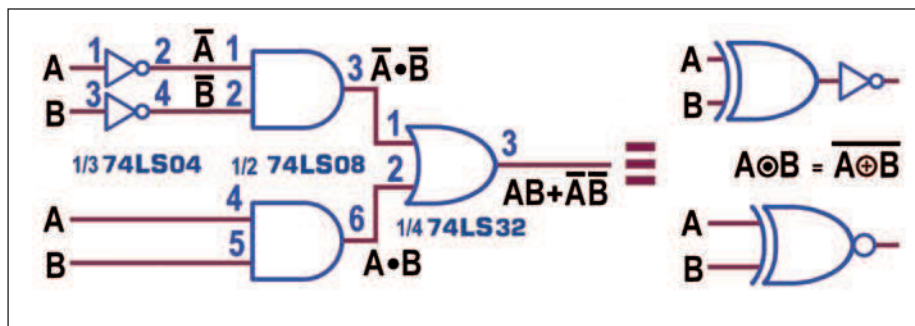 A 1 2 A̅ 1
3 A̅•B̅
B 3 4 B̅ 2
1
3
1/3 74LS04
1/2 74LS08
2
AB+A̅B̅
A 4
6
1/4 74LS32
B 5
A•B
A
B
A⊙B = A̅⊕̅B̅
A
B